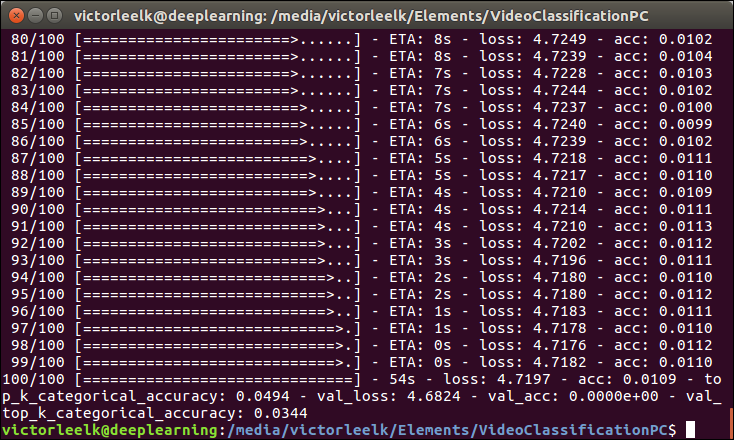 victorleelk@deeplearning: /media/victorleelk/Elements/VideoClassificationPC
80/100 [========================>......] - ETA: 8s - loss: 4.7249 - acc: 0.0102
81/100 [========================>......] - ETA: 8s - loss: 4.7239 - acc: 0.0104
82/100 [=========================>.....] - ETA: 7s - loss: 4.7228 - acc: 0.0103
83/100 [=========================>.....] - ETA: 7s - loss: 4.7244 - acc: 0.0102
84/100 [=========================>.....] - ETA: 7s - loss: 4.7237 - acc: 0.0100
85/100 [=========================>.....] - ETA: 6s - loss: 4.7240 - acc: 0.0099
86/100 [=========================>.....] - ETA: 6s - loss: 4.7239 - acc: 0.0102
87/100 [==========================>....] - ETA: 5s - loss: 4.7218 - acc: 0.0111
88/100 [==========================>....] - ETA: 5s - loss: 4.7217 - acc: 0.0110
89/100 [==========================>....] - ETA: 4s - loss: 4.7210 - acc: 0.0109
90/100 [===========================>...] - ETA: 4s - loss: 4.7214 - acc: 0.0111
91/100 [===========================>...] - ETA: 4s - loss: 4.7210 - acc: 0.0113
92/100 [===========================>...] - ETA: 3s - loss: 4.7202 - acc: 0.0112
93/100 [===========================>...] - ETA: 3s - loss: 4.7196 - acc: 0.0111
94/100 [============================>..] - ETA: 2s - loss: 4.7180 - acc: 0.0110
95/100 [============================>..] - ETA: 2s - loss: 4.7180 - acc: 0.0112
96/100 [============================>..] - ETA: 1s - loss: 4.7183 - acc: 0.0111
97/100 [=============================>.] - ETA: 1s - loss: 4.7178 - acc: 0.0110
98/100 [=============================>.] - ETA: 0s - loss: 4.7176 - acc: 0.0112
99/100 [=============================>.] - ETA: 0s - loss: 4.7182 - acc: 0.0110
100/100 [==============================] - 54s - loss: 4.7197 - acc: 0.0109 - to
p_k_categorical_accuracy: 0.0494 - val_loss: 4.6824 - val_acc: 0.0000e+00 - val_
top_k_categorical_accuracy: 0.0344
victorleelk@deeplearning:/media/victorleelk/Elements/VideoClassificationPC$